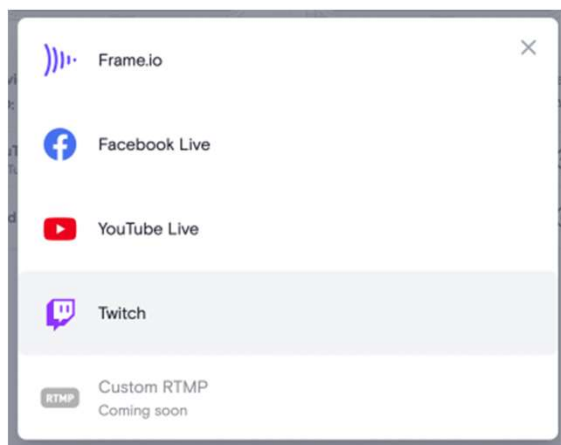 Frame.io
Facebook Live
YouTube Live
Twitch
RTMP
Custom RTMP
Coming soon